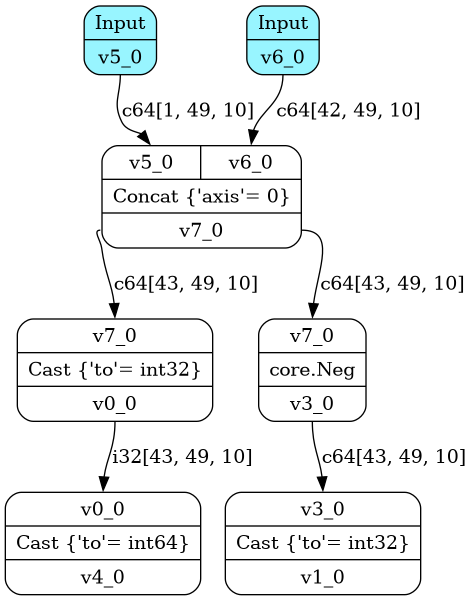 Input
v5_0
Input
v6_0
c64[1, 49, 10]
c64[42, 49, 10]
v5_0
v6_0
Concat {'axis'= 0}
v7_0
c64[43, 49, 10]
c64[43, 49, 10]
v7_0
Cast {'to'= int32}
v0_0
v7_0
core.Neg
v3_0
i32[43, 49, 10]
c64[43, 49, 10]
v0_0
Cast {'to'= int64}
v4_0
v3_0
Cast {'to'= int32}
v1_0